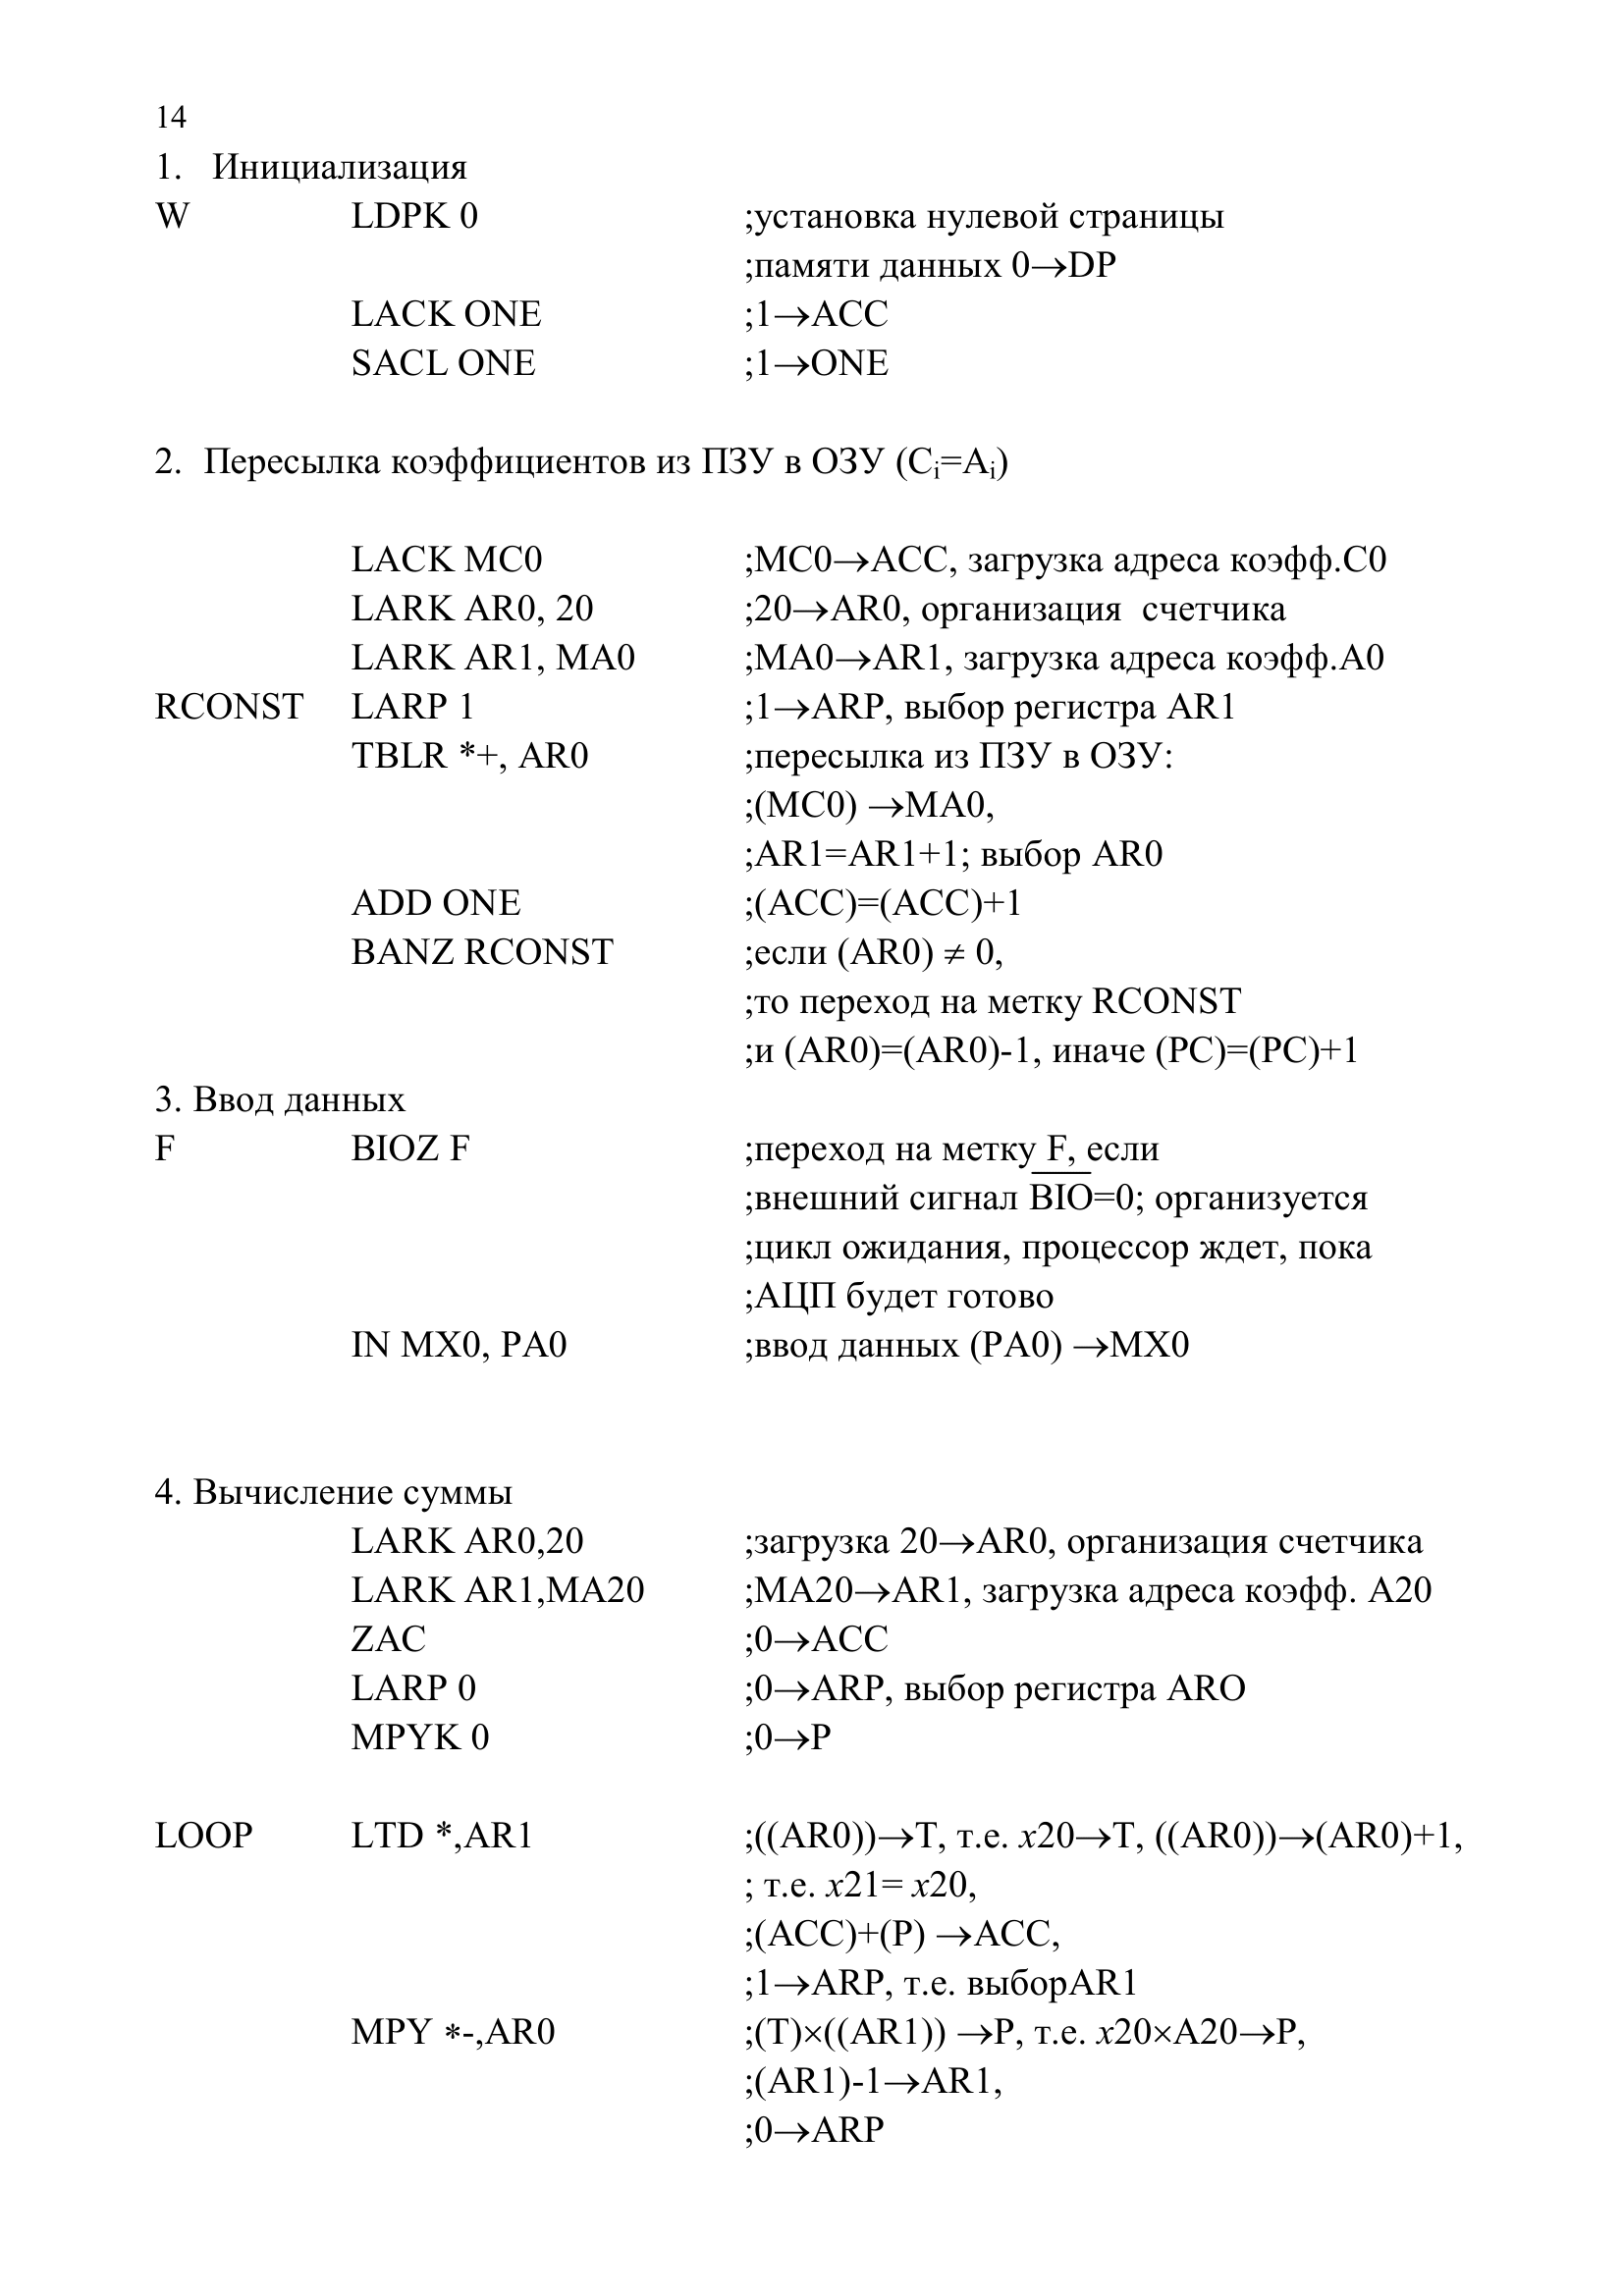 14
1. Инициализация
W LDPK 0 ;установка нулевой страницы
;памяти данных 0→DP
LACK ONE ;1→ACC
SACL ONE ;1→ONE
2. Пересылка коэффициентов из ПЗУ в ОЗУ (Ci=Ai)
LACK MC0 ;MC0→ACC, загрузка адреса коэфф.C0
LARK AR0, 20 ;20→AR0, организация счетчика
LARK AR1, MA0 ;MA0→AR1, загрузка адреса коэфф.A0
RCONST LARP 1 ;1→ARP, выбор регистра AR1
TBLR *+, AR0 ;пересылка из ПЗУ в ОЗУ:
;(MC0) →MA0,
;AR1=AR1+1; выбор AR0
ADD ONE ;(ACC)=(ACC)+1
BANZ RCONST ;если (AR0) ≠ 0,
;то переход на метку RCONST
;и (AR0)=(AR0)-1, иначе (PC)=(PC)+1
3. Ввод данных
F BIOZ F ;переход на метку F, если
;внешний сигнал B̅I̅O̅=0; организуется
;цикл ожидания, процессор ждет, пока
;АЦП будет готово
IN MX0, PA0 ;ввод данных (PA0) →MX0
4. Вычисление суммы
LARK AR0,20 ;загрузка 20→AR0, организация счетчика
LARK AR1,MA20 ;MA20→AR1, загрузка адреса коэфф. A20
ZAC ;0→ACC
LARP 0 ;0→ARP, выбор регистра ARO
MPYK 0 ;0→P
LOOP LTD *,AR1 ;((AR0))→T, т.е. x20→T, ((AR0))→(AR0)+1,
; т.е. x21= x20,
;(ACC)+(P) →ACC,
;1→ARP, т.е. выборAR1
MPY *-,AR0 ;(T)×((AR1)) →P, т.е. x20×A20→P,
;(AR1)-1→AR1,
;0→ARP